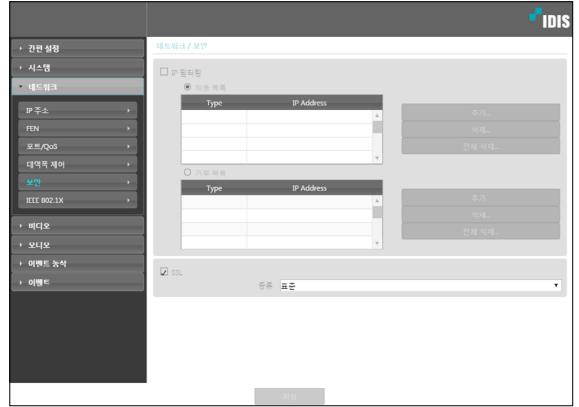 IDIS
간편 설정
시스템
네트워크
IP 주소
FEN
포트/QoS
대역폭 제어
보안
IEEE 802.1X
비디오
오디오
이벤트 동작
이벤트
네트워크 / 보안
IP 필터링
허용 목록
Type IP Address
추가...
삭제...
전체 삭제...
거부 목록
Type IP Address
추가...
삭제...
전체 삭제...
SSL
종류 표준
저장